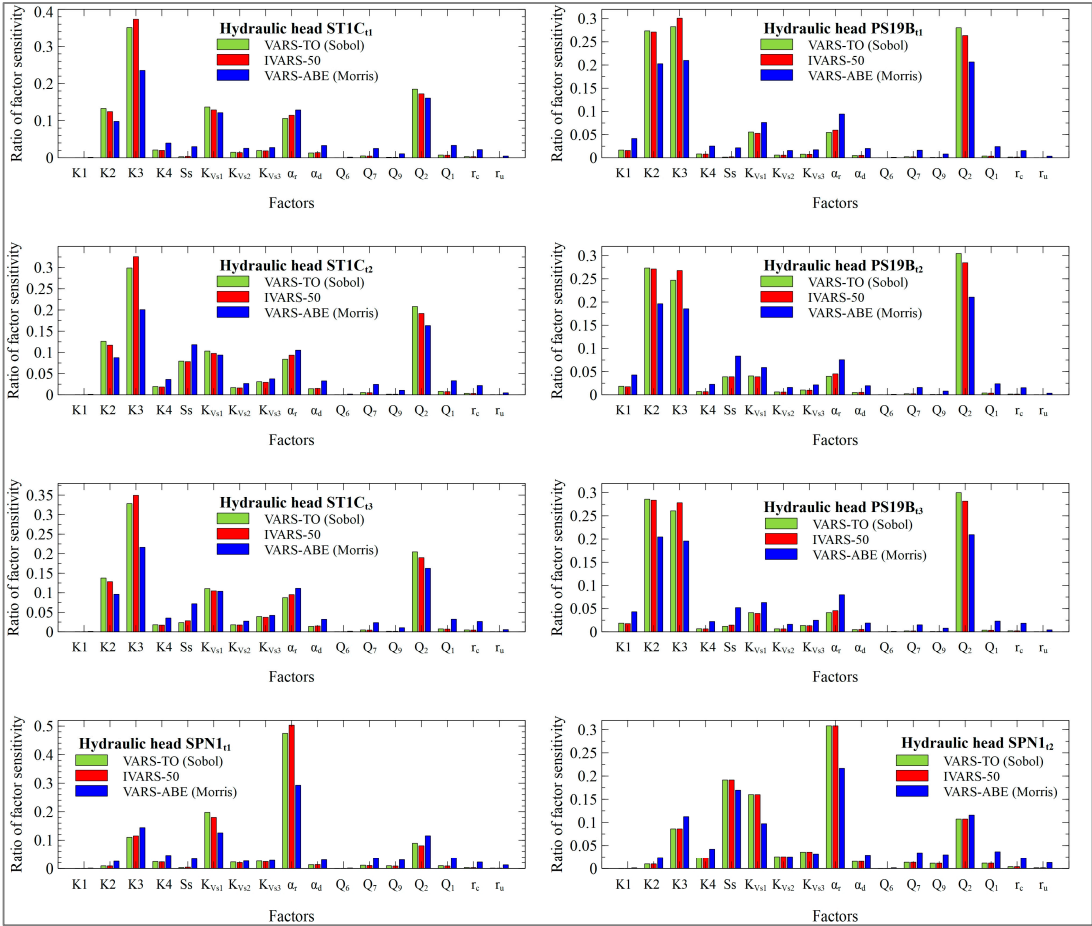 Ratio of factor sensitivity
0.4
0.3
0.2
0.1
0
Hydraulic head ST1Ct1
VARS-TO (Sobol)
IVARS-50
VARS-ABE (Morris)
K1 K2 K3 K4 Ss KVs1 KVs2 KVs3 αr αd Q6 Q7 Q9 Q2 Q1 rc ru
Factors
Ratio of factor sensitivity
0.3
0.25
0.2
0.15
0.1
0.05
0
Hydraulic head PS19Bt1
VARS-TO (Sobol)
IVARS-50
VARS-ABE (Morris)
K1 K2 K3 K4 Ss KVs1 KVs2 KVs3 αr αd Q6 Q7 Q9 Q2 Q1 rc ru
Factors
Ratio of factor sensitivity
0.3
0.25
0.2
0.15
0.1
0.05
0
Hydraulic head ST1Ct2
VARS-TO (Sobol)
IVARS-50
VARS-ABE (Morris)
K1 K2 K3 K4 Ss KVs1 KVs2 KVs3 αr αd Q6 Q7 Q9 Q2 Q1 rc ru
Factors
Ratio of factor sensitivity
0.3
0.25
0.2
0.15
0.1
0.05
0
Hydraulic head PS19Bt2
VARS-TO (Sobol)
IVARS-50
VARS-ABE (Morris)
K1 K2 K3 K4 Ss KVs1 KVs2 KVs3 αr αd Q6 Q7 Q9 Q2 Q1 rc ru
Factors
Ratio of factor sensitivity
0.35
0.3
0.25
0.2
0.15
0.1
0.05
0
Hydraulic head ST1Ct3
VARS-TO (Sobol)
IVARS-50
VARS-ABE (Morris)
K1 K2 K3 K4 Ss KVs1 KVs2 KVs3 αr αd Q6 Q7 Q9 Q2 Q1 rc ru
Factors
Ratio of factor sensitivity
0.3
0.25
0.2
0.15
0.1
0.05
0
Hydraulic head PS19Bt3
VARS-TO (Sobol)
IVARS-50
VARS-ABE (Morris)
K1 K2 K3 K4 Ss KVs1 KVs2 KVs3 αr αd Q6 Q7 Q9 Q2 Q1 rc ru
Factors
Ratio of factor sensitivity
0.5
0.4
0.3
0.2
0.1
0
Hydraulic head SPN1t1
VARS-TO (Sobol)
IVARS-50
VARS-ABE (Morris)
K1 K2 K3 K4 Ss KVs1 KVs2 KVs3 αr αd Q6 Q7 Q9 Q2 Q1 rc ru
Factors
Ratio of factor sensitivity
0.3
0.25
0.2
0.15
0.1
0.05
0
Hydraulic head SPN1t2
VARS-TO (Sobol)
IVARS-50
VARS-ABE (Morris)
K1 K2 K3 K4 Ss KVs1 KVs2 KVs3 αr αd Q6 Q7 Q9 Q2 Q1 rc ru
Factors